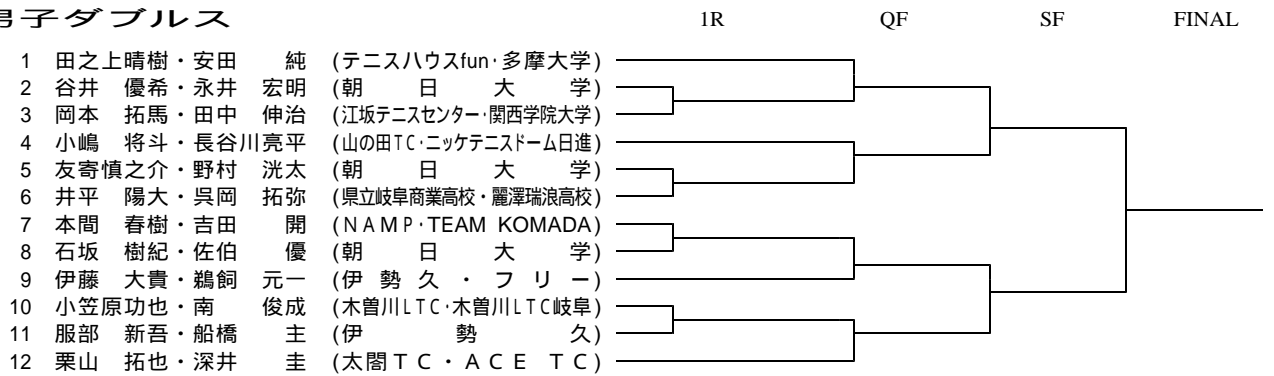 男子ダブルス 1R QF SF FINAL
1 田之上晴樹・安田 純 (テニスハウスfun・多摩大学)
2 谷井 優希・永井 宏明 (朝日大学)
3 岡本 拓馬・田中 伸治 (江坂テニスセンター・関西学院大学)
4 小嶋 将斗・長谷川亮平 (山の田TC・ニッケテニスドーム日進)
5 友寄慎之介・野村 洸太 (朝日大学)
6 井平 陽大・呉岡 拓弥 (県立岐阜商業高校・麗澤瑞浪高校)
7 本間 春樹・吉田 開 (NAMP・TEAM KOMADA)
8 石坂 樹紀・佐伯 優 (朝日大学)
9 伊藤 大貴・鵜飼 元一 (伊勢久・フリー)
10 小笠原功也・南 俊成 (木曽川LTC・木曽川LTC岐阜)
11 服部 新吾・船橋 主 (伊勢久)
12 栗山 拓也・深井 圭 (太閤TC・ACE TC)